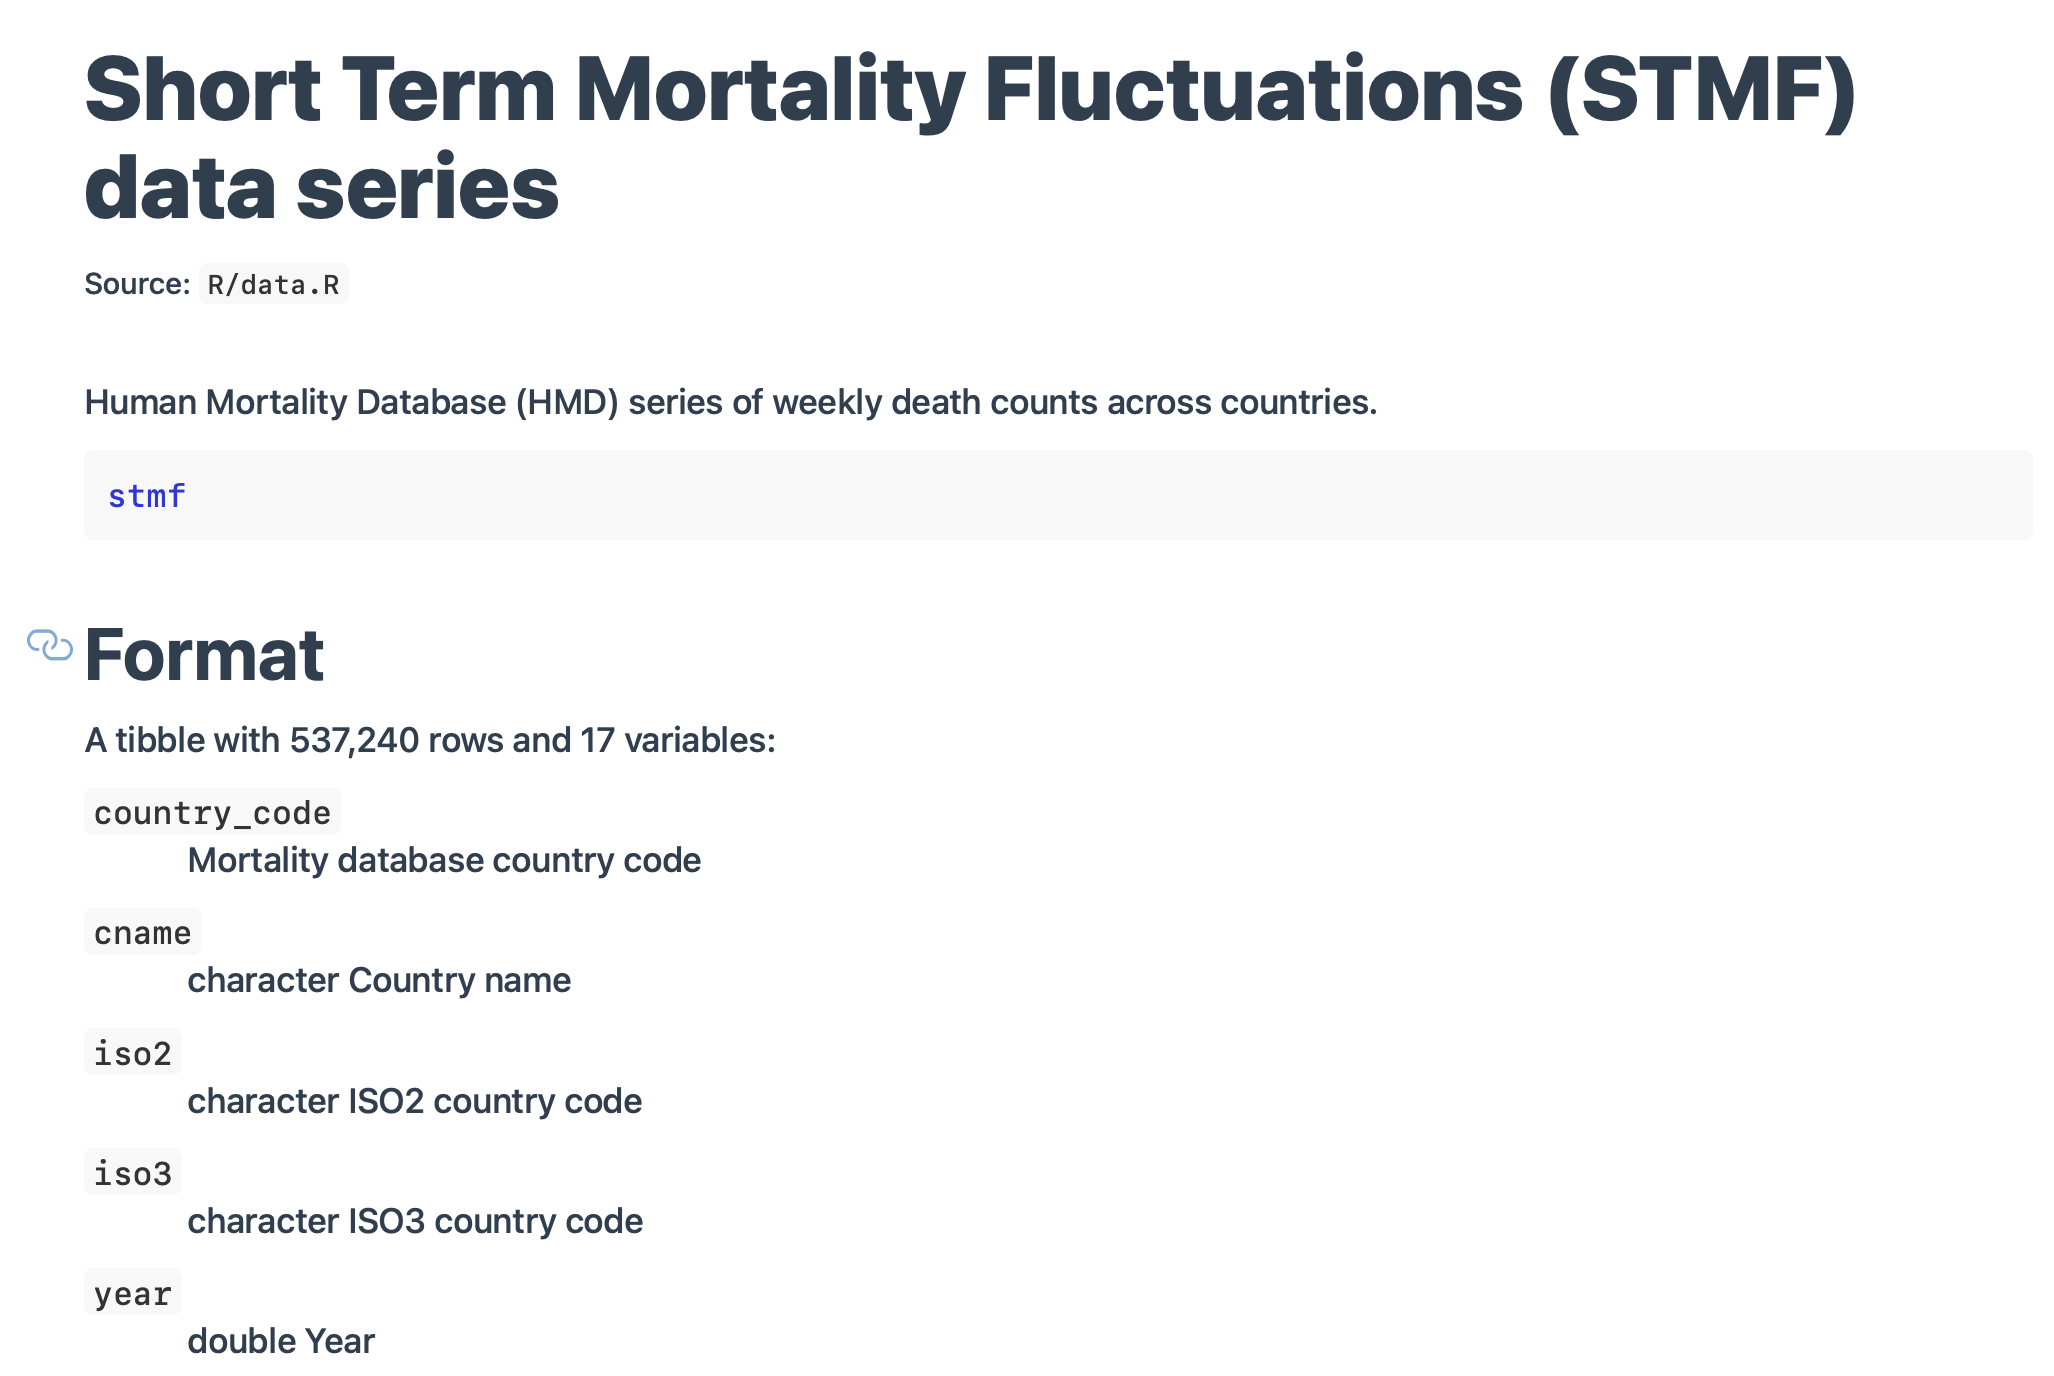 Short Term Mortality Fluctuations (STMF)
data series
Source: R/data.R
Human Mortality Database (HMD) series of weekly death counts across countries.
stmf
Format
A tibble with 537,240 rows and 17 variables:
country_code
Mortality database country code
cname
character Country name
iso2
character ISO2 country code
iso3
character ISO3 country code
year
double Year